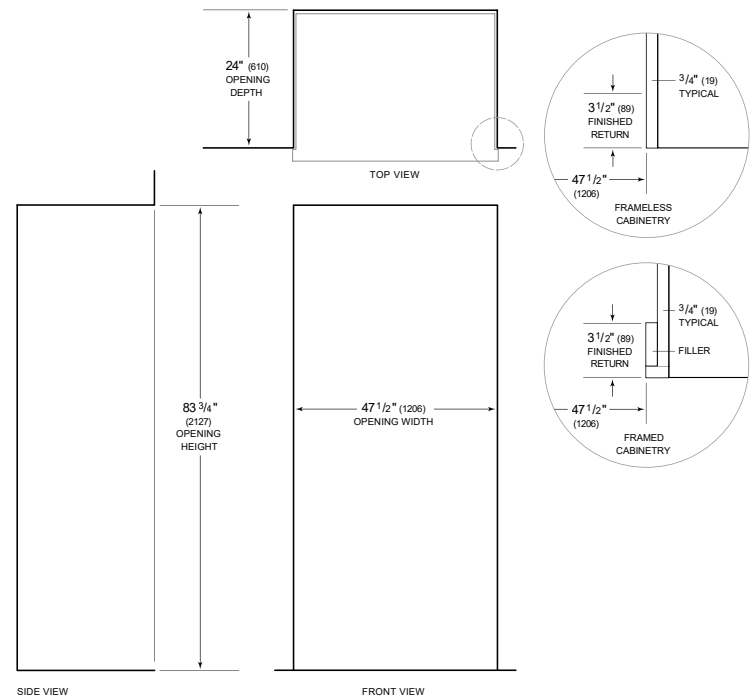 24" (610)
OPENING
DEPTH
TOP VIEW
3/4" (19)
TYPICAL
3 1/2" (89)
FINISHED
RETURN
47 1/2"
(1206)
FRAMELESS
CABINETRY
3/4" (19)
TYPICAL
3 1/2" (89)
FINISHED
RETURN
FILLER
47 1/2"
(1206)
FRAMED
CABINETRY
83 3/4"
(2127)
OPENING
HEIGHT
47 1/2" (1206)
OPENING WIDTH
SIDE VIEW
FRONT VIEW